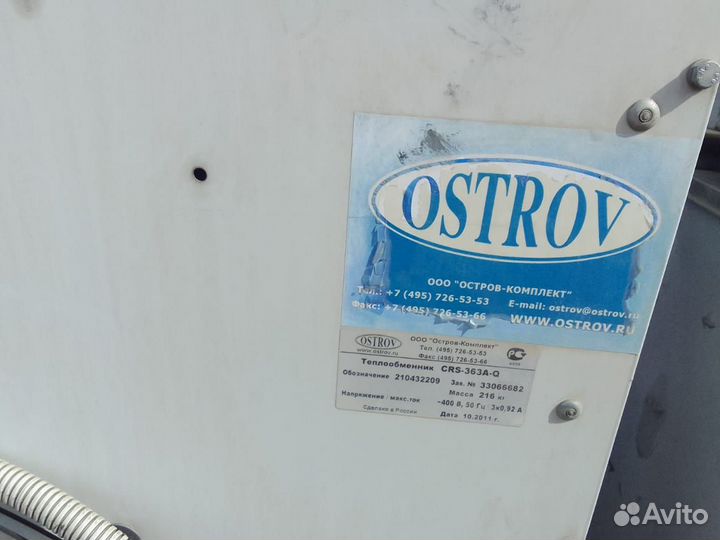 OSTROV
ООО "ОСТРОВ-КОМПЛЕКТ"
Тел.: +7 (495) 726-53-53 E-mail: ostrov@ostrov.ru
Факс: +7 (495) 726-53-66 WWW.OSTROV.RU
OSTROV ООО "Остров-Комплект"
www.ostrov.ru Тел. (495) 726-53-53
Факс (495) 726-53-66
Теплообменник CRS-363A-Q
Обозначение 210432209 Зав. № 33066682
Масса 216 кг
Напряжение / макс.ток ~400 В, 50 Гц 3x0,92 А
Сделано в России Дата 10.2011 г.
Avito